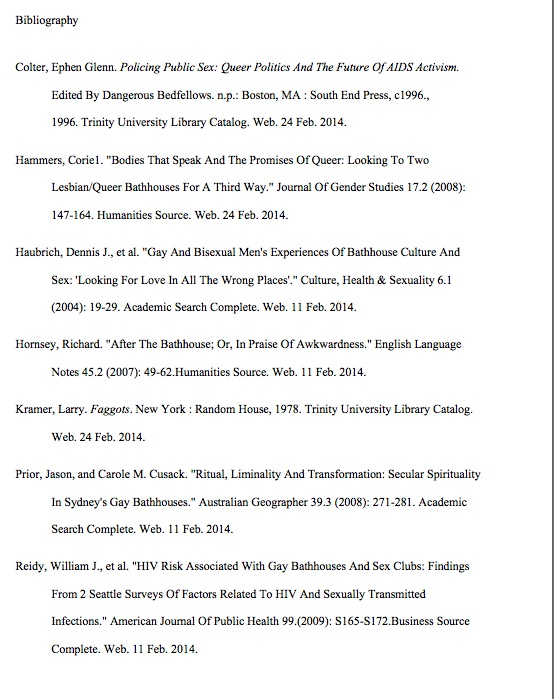 Bibliography
Colter, Ephen Glenn. Policing Public Sex: Queer Politics And The Future Of AIDS Activism.
Edited By Dangerous Bedfellows. n.p.: Boston, MA : South End Press, c1996.,
1996. Trinity University Library Catalog. Web. 24 Feb. 2014.
Hammers, Corie1. "Bodies That Speak And The Promises Of Queer: Looking To Two
Lesbian/Queer Bathhouses For A Third Way." Journal Of Gender Studies 17.2 (2008):
147-164. Humanities Source. Web. 24 Feb. 2014.
Haubrich, Dennis J., et al. "Gay And Bisexual Men's Experiences Of Bathhouse Culture And
Sex: 'Looking For Love In All The Wrong Places'." Culture, Health & Sexuality 6.1
(2004): 19-29. Academic Search Complete. Web. 11 Feb. 2014.
Hornsey, Richard. "After The Bathhouse; Or, In Praise Of Awkwardness." English Language
Notes 45.2 (2007): 49-62.Humanities Source. Web. 11 Feb. 2014.
Kramer, Larry. Faggots. New York : Random House, 1978. Trinity University Library Catalog.
Web. 24 Feb. 2014.
Prior, Jason, and Carole M. Cusack. "Ritual, Liminality And Transformation: Secular Spirituality
In Sydney's Gay Bathhouses." Australian Geographer 39.3 (2008): 271-281. Academic
Search Complete. Web. 11 Feb. 2014.
Reidy, William J., et al. "HIV Risk Associated With Gay Bathhouses And Sex Clubs: Findings
From 2 Seattle Surveys Of Factors Related To HIV And Sexually Transmitted
Infections." American Journal Of Public Health 99.(2009): S165-S172.Business Source
Complete. Web. 11 Feb. 2014.